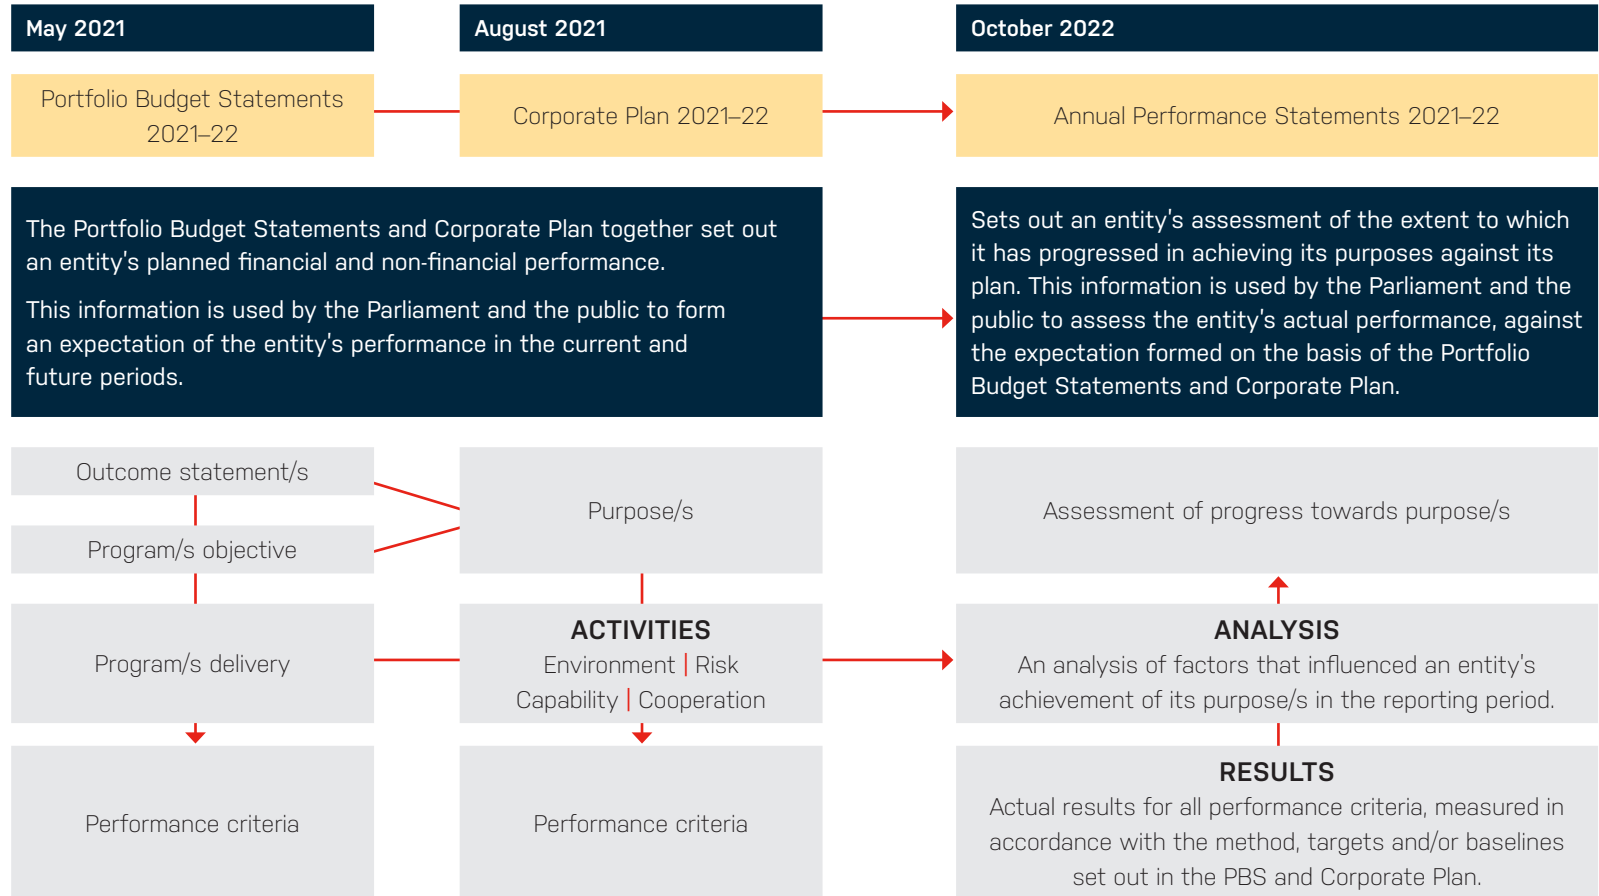 May 2021
August 2021
October 2022
Portfolio Budget Statements
2021–22
Corporate Plan 2021–22
Annual Performance Statements 2021–22
The Portfolio Budget Statements and Corporate Plan together set out
an entity's planned financial and non-financial performance.
This information is used by the Parliament and the public to form
an expectation of the entity's performance in the current and
future periods.
Sets out an entity's assessment of the extent to which
it has progressed in achieving its purposes against its
plan. This information is used by the Parliament and the
public to assess the entity's actual performance, against
the expectation formed on the basis of the Portfolio
Budget Statements and Corporate Plan.
Outcome statement/s
Program/s objective
Purpose/s
Assessment of progress towards purpose/s
Program/s delivery
ACTIVITIES
Environment | Risk
Capability | Cooperation
ANALYSIS
An analysis of factors that influenced an entity's
achievement of its purpose/s in the reporting period.
Performance criteria
Performance criteria
RESULTS
Actual results for all performance criteria, measured in
accordance with the method, targets and/or baselines
set out in the PBS and Corporate Plan.